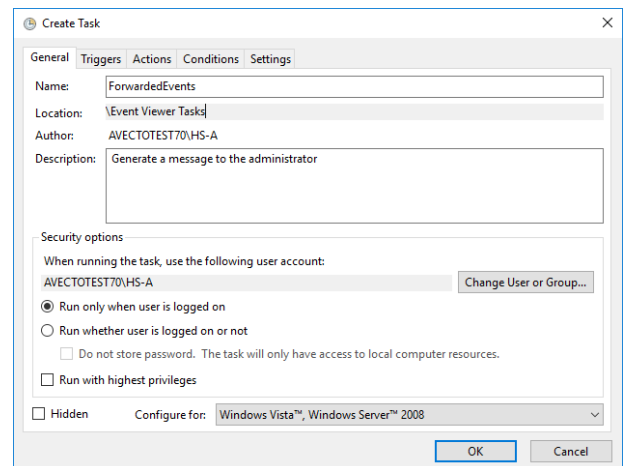 Create Task
General Triggers Actions Conditions Settings
Name: ForwardedEvents
Location: \Event Viewer Tasks
Author: AVECTOTEST70\HS-A
Description: Generate a message to the administrator
Security options
When running the task, use the following user account:
AVECTOTEST70\HS-A Change User or Group...
Run only when user is logged on
Run whether user is logged on or not
Do not store password. The task will only have access to local computer resources.
Run with highest privileges
Hidden Configure for: Windows Vista™, Windows Server™ 2008
OK Cancel